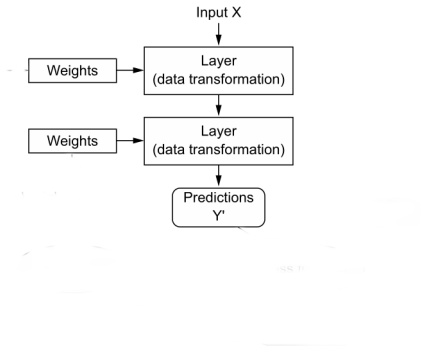 Input X
Layer
(data transformation)
Weights
Layer
(data transformation)
Weights
Predictions
Y'